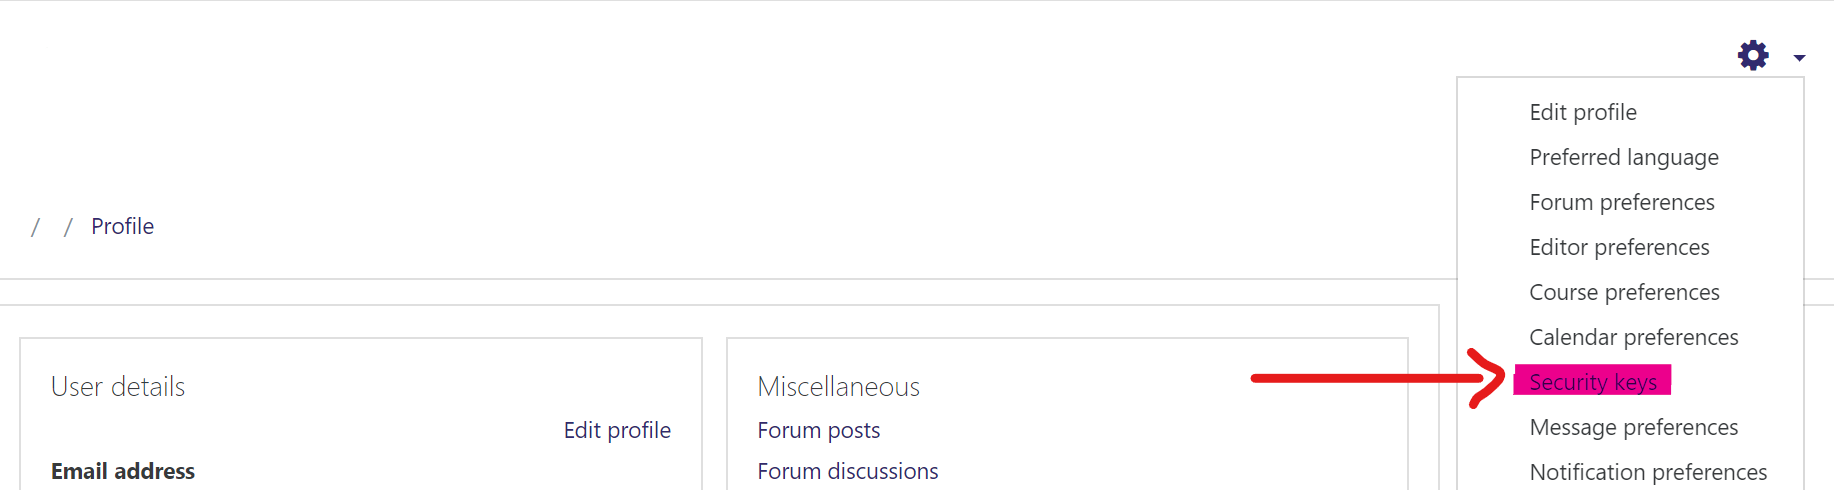 Edit profile
Preferred language
Forum preferences
Editor preferences
Course preferences
Calendar preferences
Security keys
Message preferences
Notification preferences
/ / Profile
User details
Edit profile
Email address
Miscellaneous
Forum posts
Forum discussions